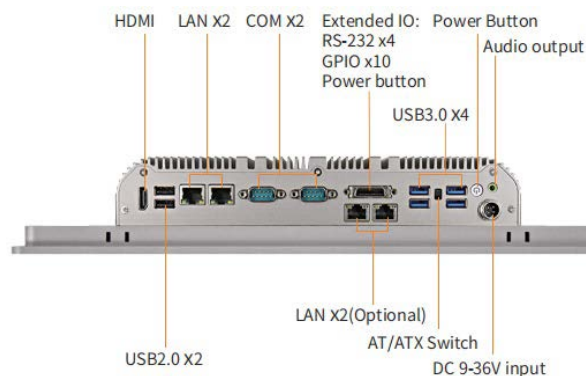 HDMI
LAN X2
COM X2
Extended IO:
RS-232 x4
GPIO x10
Power button
Power Button
Audio output
USB3.0 X4
LAN X2(Optional)
AT/ATX Switch
USB2.0 X2
DC 9-36V input